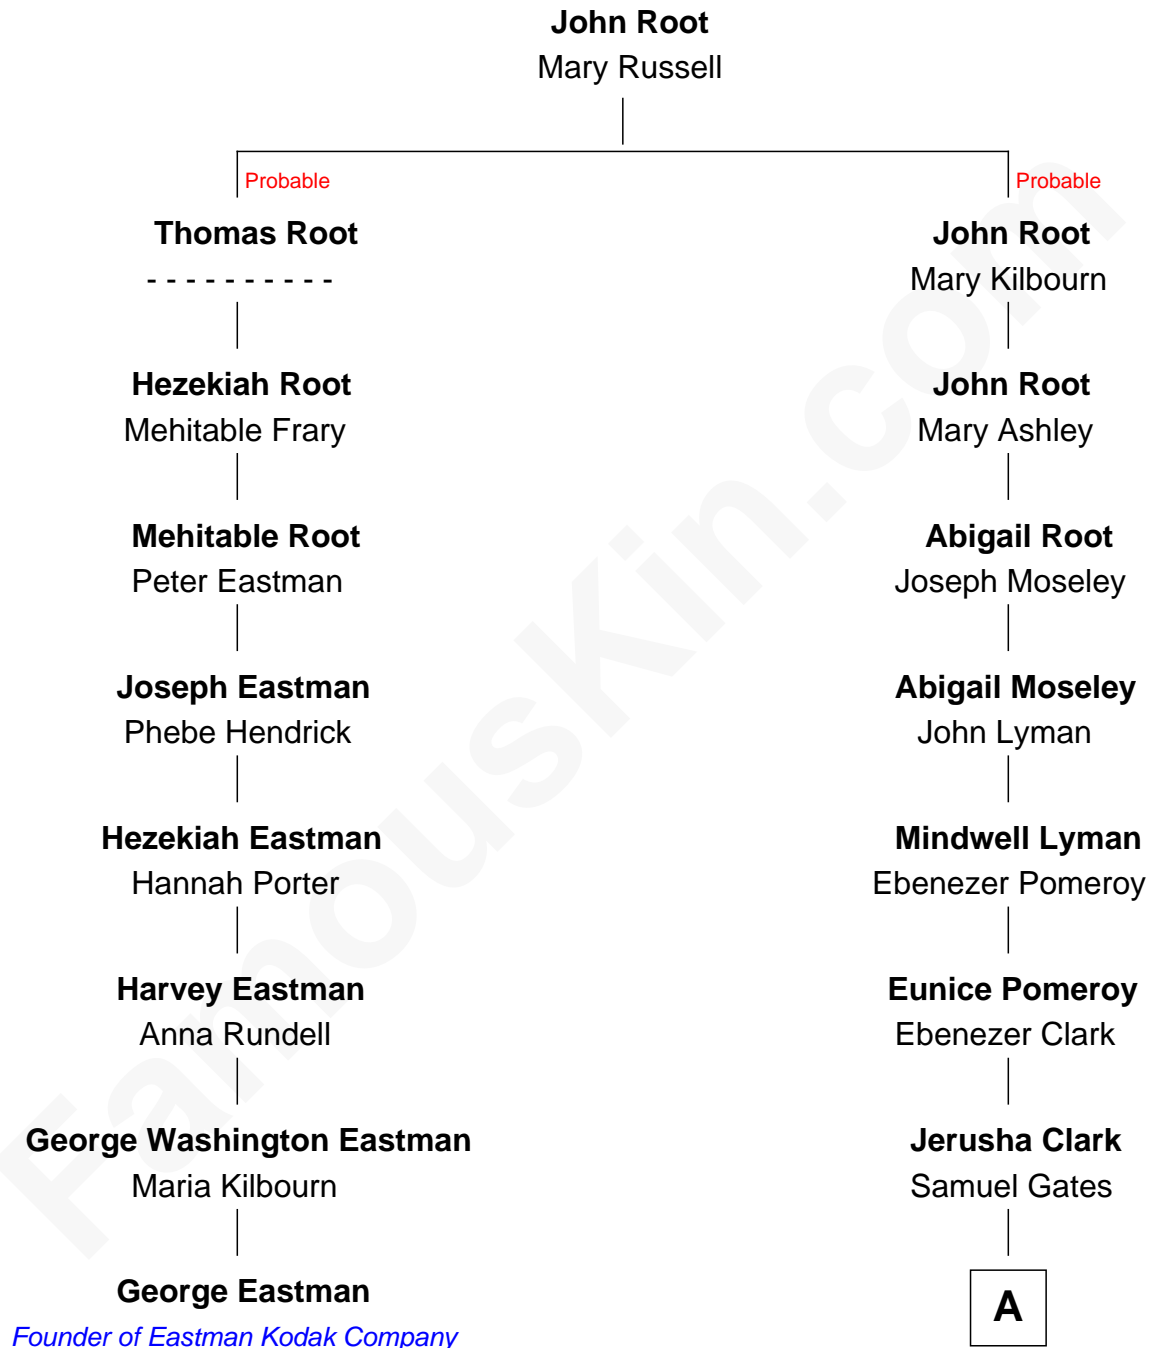 John Root
Mary Russell
Probable
Probable
Thomas Root
John Root
- - - - - - - - - -
Mary Kilbourn
Hezekiah Root
John Root
Mehitable Frary
Mary Ashley
Mehitable Root
Abigail Root
Peter Eastman
Joseph Moseley
Joseph Eastman
Abigail Moseley
Phebe Hendrick
John Lyman
Hezekiah Eastman
Mindwell Lyman
Hannah Porter
Ebenezer Pomeroy
Harvey Eastman
Eunice Pomeroy
Anna Rundell
Ebenezer Clark
George Washington Eastman
Jerusha Clark
Maria Kilbourn
Samuel Gates
George Eastman
A
Founder of Eastman Kodak Company
FamousKin.com